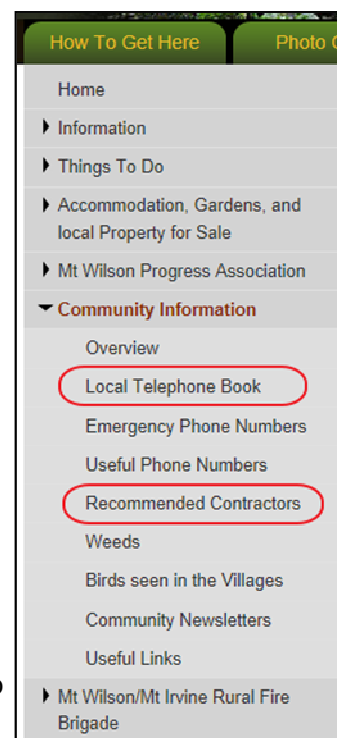 How To Get Here Photo
Home
Information
Things To Do
Accommodation, Gardens, and
local Property for Sale
Mt Wilson Progress Association
Community Information
Overview
Local Telephone Book
Emergency Phone Numbers
Useful Phone Numbers
Recommended Contractors
Weeds
Birds seen in the Villages
Community Newsletters
Useful Links
Mt Wilson/Mt Irvine Rural Fire
Brigade